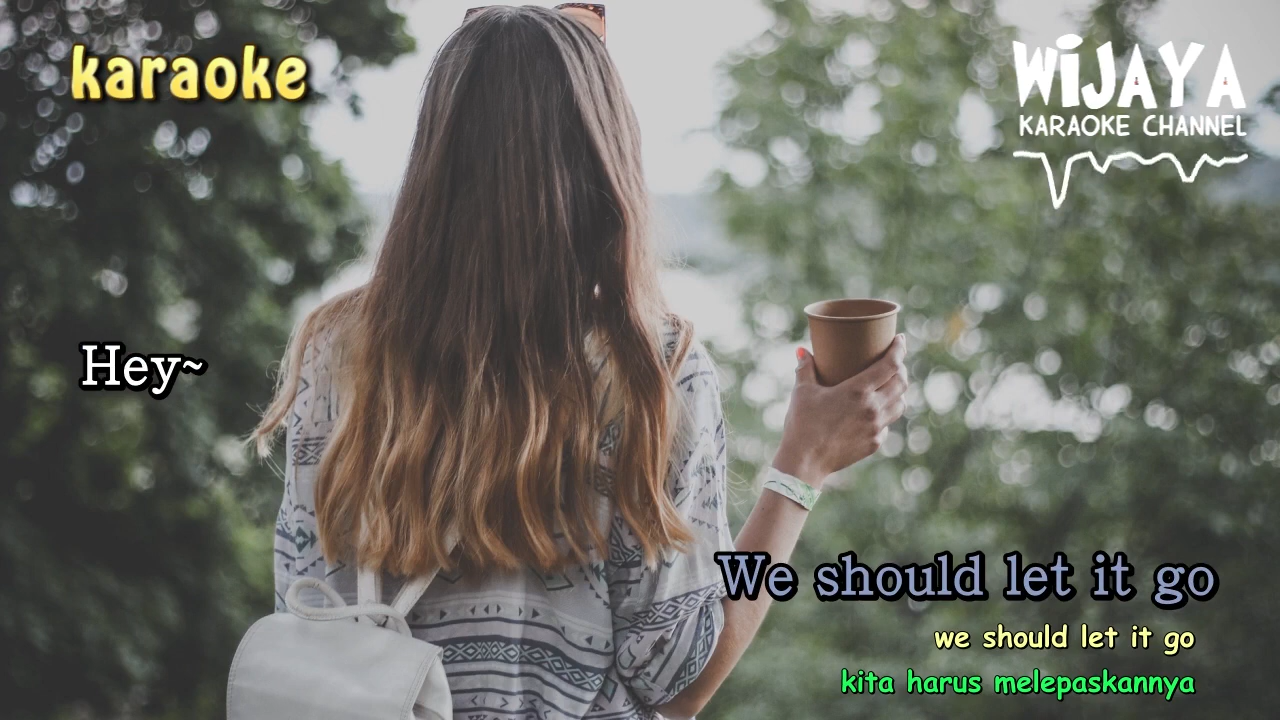 karaoke
WiJAYA
KARAOKE CHANNEL
Hey~
We should let it go
we should let it go
kita harus melepaskannya